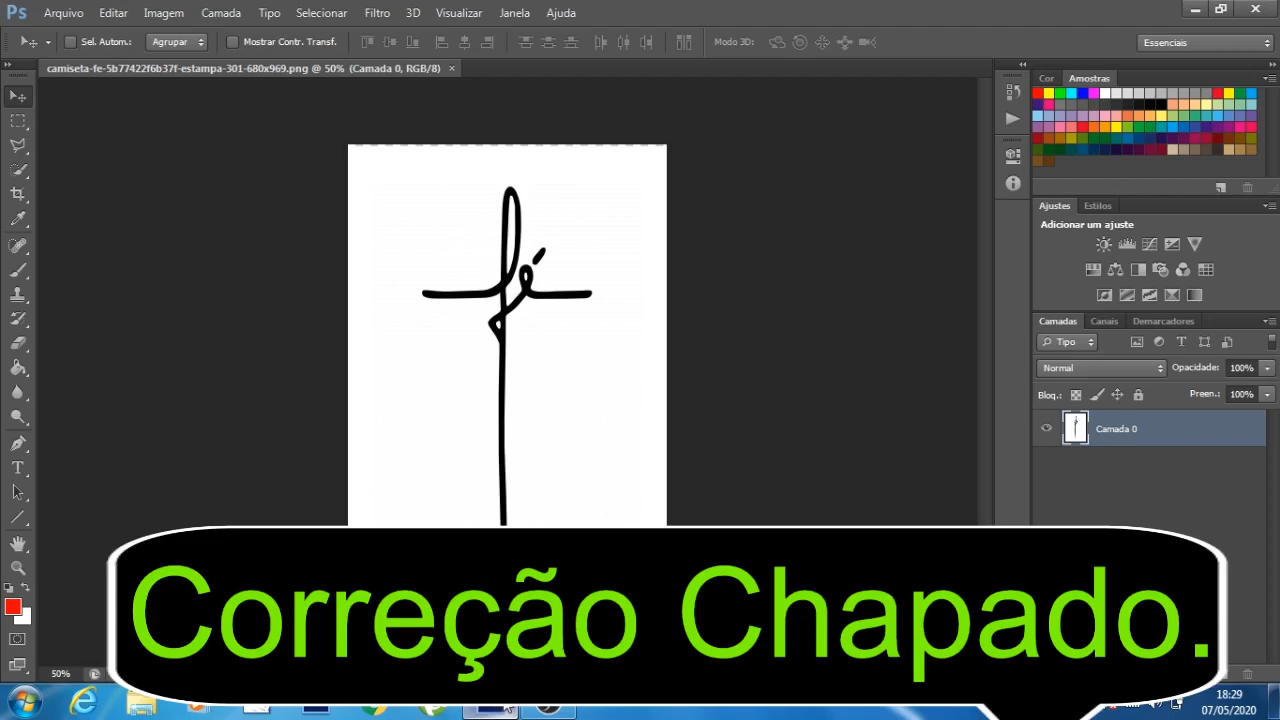 Ps Arquivo Editar Imagem Camada Tipo Selecionar Filtro 3D Visualizar Janela Ajuda
Sel. Autom.: Agrupar Mostrar Contr. Transf. Modo 3D: Essenciais
camiseta-fe-5b77422f6b37f-estampa-301-680x969.png @ 50% (Camada 0, RGB/8) ×
Cor Amostras
fé
Ajustes Estilos
Adicionar um ajuste
Camadas Canais Demarcadores
Tipo
Normal Opacidade: 100%
Bloq.: Preen.: 100%
Camada 0
Correção Chapado.
50%
18:29
07/05/2020